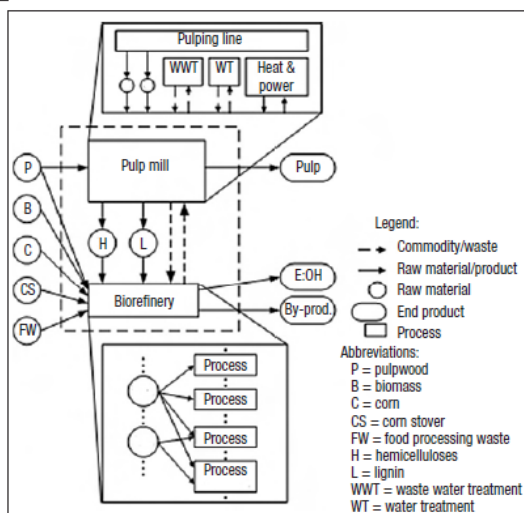 Pulping line
WWT
WT
Heat &
power
P
Pulp mill
Pulp
B
H
L
C
CS
Biorefinery
E:OH
By-prod.
FW
Process
Process
Process
Process
Legend:
Commodity/waste
Raw material/product
Raw material
End product
Process
Abbreviations:
P = pulpwood
B = biomass
C = corn
CS = corn stover
FW = food processing waste
H = hemicelluloses
L = lignin
WWT = waste water treatment
WT = water treatment